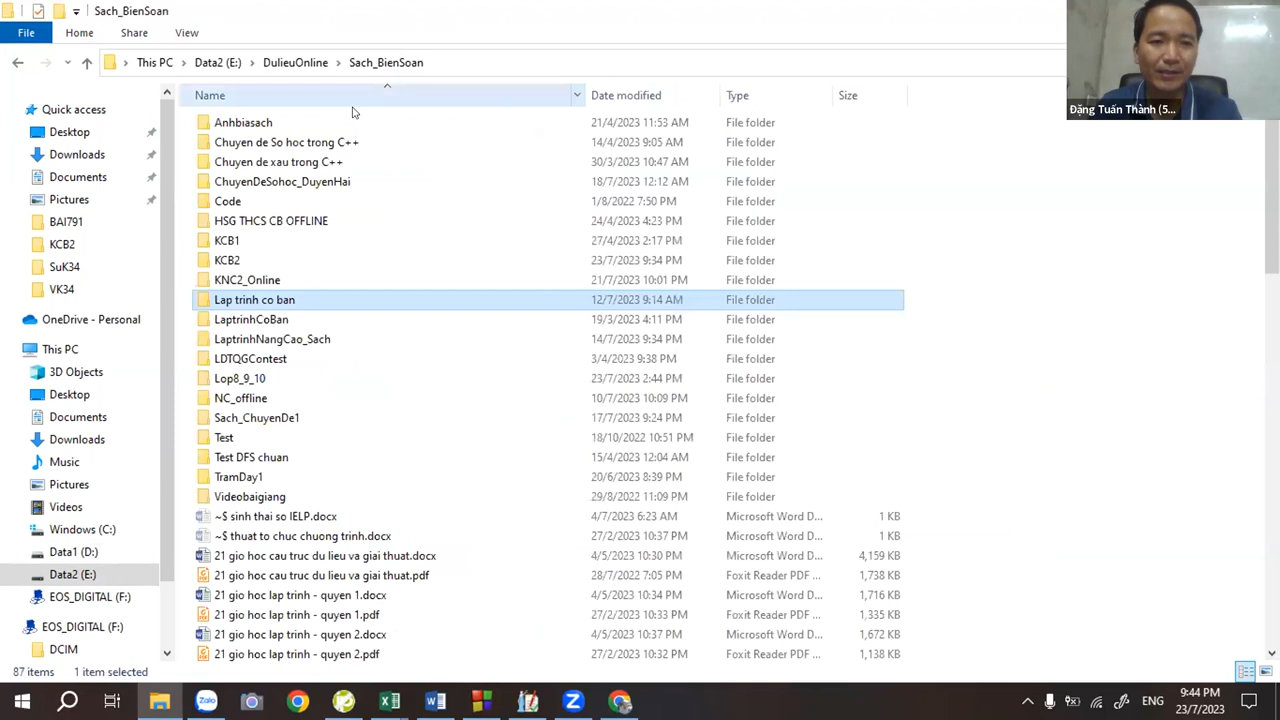 Sach_BienSoan
File Home Share View
This PC Data2 (E:) DulieuOnline Sach_BienSoan
Đặng Tuấn Thành (5...
Name Date modified Type Size
Quick access
Desktop
Downloads
Documents
Pictures
BAI791
KCB2
SuK34
VK34
OneDrive - Personal
This PC
3D Objects
Desktop
Documents
Downloads
Music
Pictures
Videos
Windows (C:)
Data1 (D:)
Data2 (E:)
EOS_DIGITAL (F:)
EOS_DIGITAL (F:)
DCIM
Anhbiasach 21/4/2023 11:53 AM File folder
Chuyen de So hoc trong C++ 14/4/2023 9:05 AM File folder
Chuyen de xau trong C++ 30/3/2023 10:47 AM File folder
ChuyenDeSohoc_DuyenHai 18/7/2023 12:12 AM File folder
Code 1/8/2022 7:50 PM File folder
HSG THCS CB OFFLINE 24/4/2023 4:23 PM File folder
KCB1 27/4/2023 2:17 PM File folder
KCB2 23/7/2023 9:34 PM File folder
KNC2_Online 21/7/2023 10:01 PM File folder
Lap trinh co ban 12/7/2023 9:14 AM File folder
LaptrinhCoBan 19/3/2023 4:11 PM File folder
LaptrinhNangCao_Sach 14/7/2023 9:34 PM File folder
LDTQGContest 3/4/2023 9:38 PM File folder
Lop8_9_10 23/7/2023 2:44 PM File folder
NC_offline 10/7/2023 10:09 PM File folder
Sach_ChuyenDe1 17/7/2023 9:24 PM File folder
Test 18/10/2022 10:51 PM File folder
Test DFS chuan 15/4/2023 12:04 AM File folder
TramDay1 20/6/2023 8:39 PM File folder
Videobaigiang 29/8/2022 11:09 PM File folder
~$ sinh thai so IELP.docx 4/7/2023 6:23 AM Microsoft Word D... 1 KB
~$ thuat to chuc chuong trinh.docx 27/2/2023 10:37 PM Microsoft Word D... 1 KB
21 gio hoc cau truc du lieu va giai thuat.docx 4/5/2023 10:30 PM Microsoft Word D... 4,159 KB
21 gio hoc cau truc du lieu va giai thuat.pdf 28/7/2022 7:05 PM Foxit Reader PDF ... 1,738 KB
21 gio hoc lap trinh - quyen 1.docx 4/5/2023 10:34 PM Microsoft Word D... 1,716 KB
21 gio hoc lap trinh - quyen 1.pdf 27/2/2023 10:33 PM Foxit Reader PDF ... 1,335 KB
21 gio hoc lap trinh - quyen 2.docx 4/5/2023 10:37 PM Microsoft Word D... 1,672 KB
21 gio hoc lap trinh - quyen 2.pdf 27/2/2023 10:32 PM Foxit Reader PDF ... 1,138 KB
87 items 1 item selected
Zalo
ENG
9:44 PM
23/7/2023